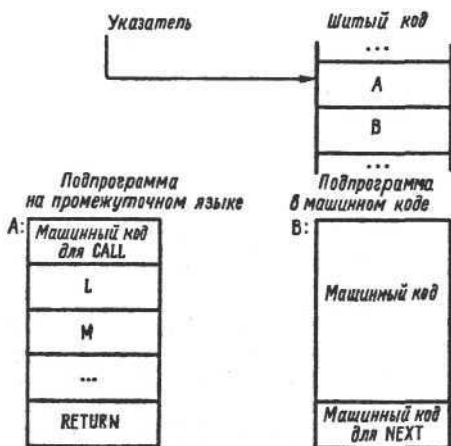 Указатель
Шитый код
...
A
B
...
Подпрограмма
на промежуточном языке
A:
Машинный код
для CALL
L
M
...
RETURN
Подпрограмма
в машинном коде
B:
Машинный код
Машинный код
для NEXT